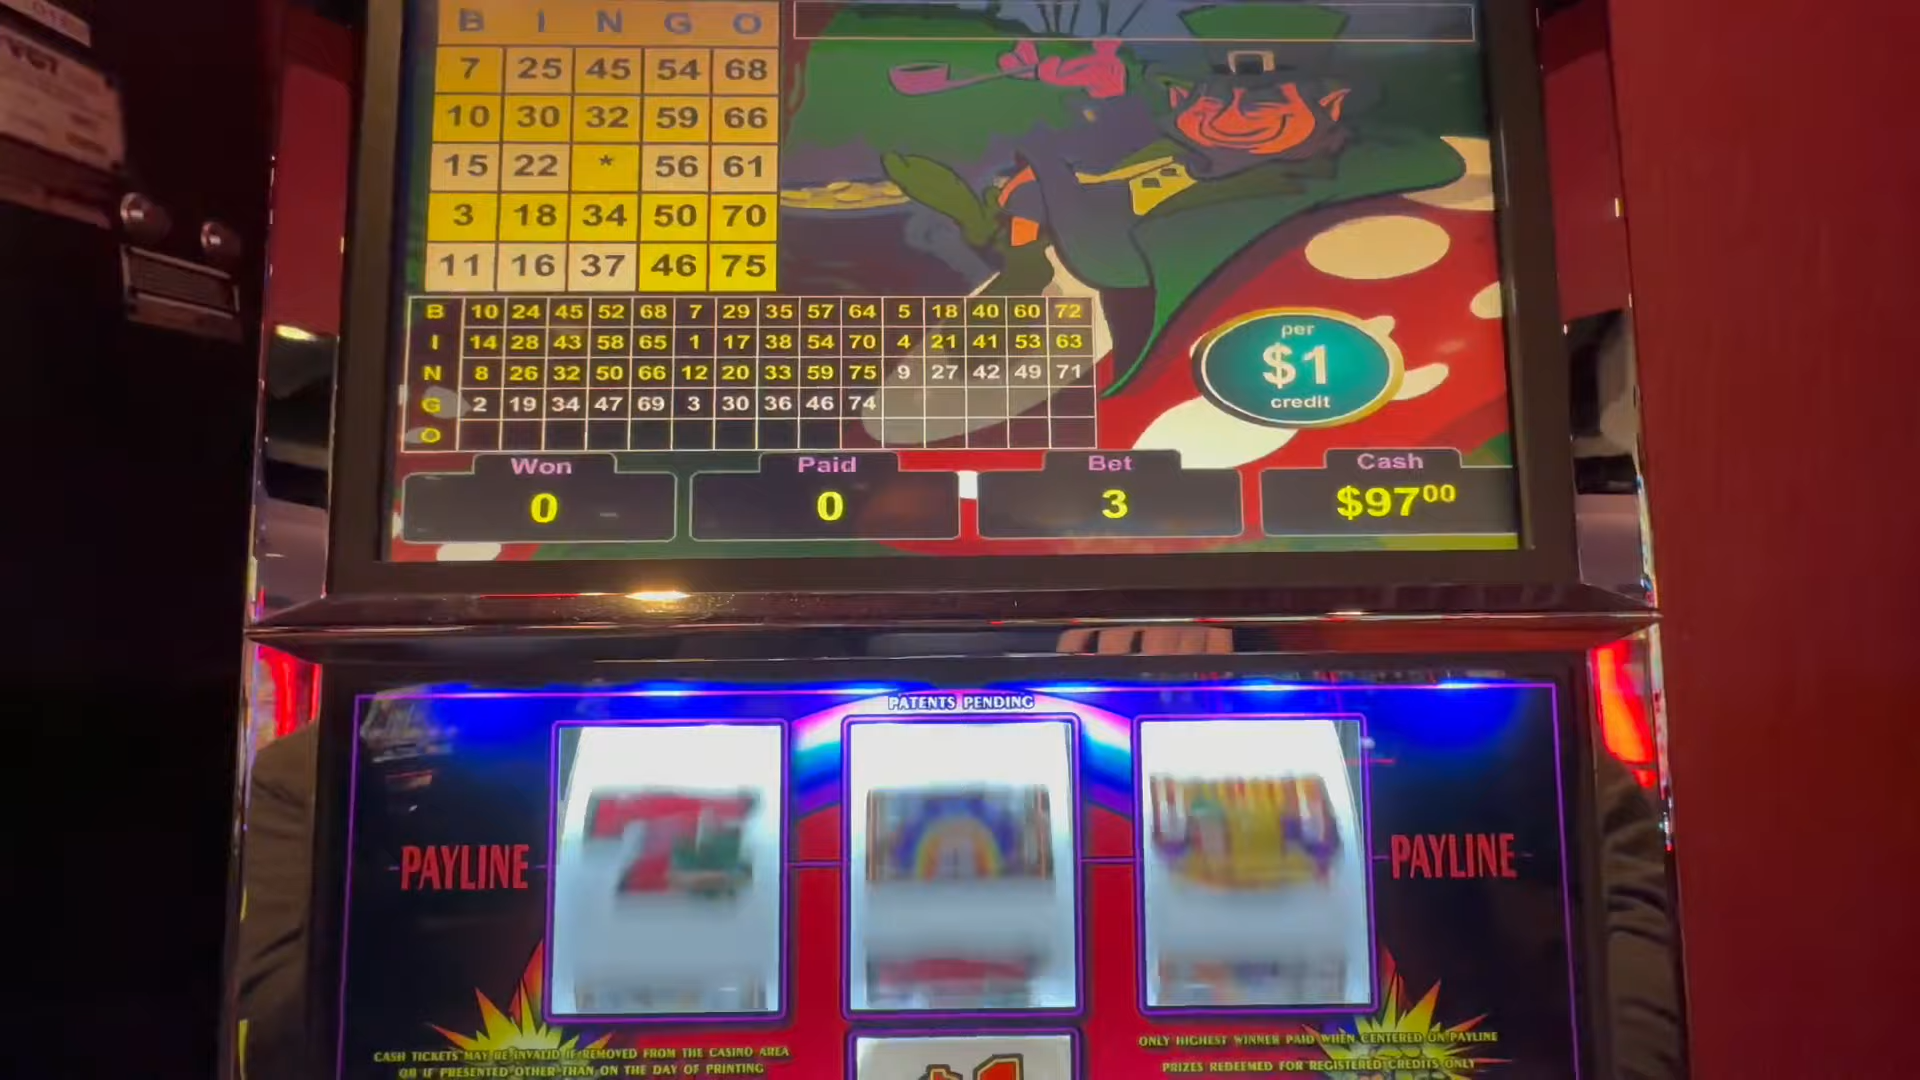 VGT
B I N G O
7 25 45 54 68
10 30 32 59 66
15 22 * 56 61
3 18 34 50 70
11 16 37 46 75
B 10 24 45 52 68 7 29 35 57 64 5 18 40 60 72
I 14 28 43 58 65 1 17 38 54 70 4 21 41 53 63
N 8 26 32 50 66 12 20 33 59 75 9 27 42 49 71
G 2 19 34 47 69 3 30 36 46 74
O
per
$1
credit
Won Paid Bet Cash
0 0 3 $97⁰⁰
PATENTS PENDING
-PAYLINE- -PAYLINE-
CASH TICKETS MAY BE INVALID IF REMOVED FROM THE CASINO AREA
OR IF PRESENTED OTHER THAN ON THE DAY OF PRINTING
ONLY HIGHEST WINNER PAID WHEN CENTERED ON PAYLINE
PRIZES REDEEMED FOR REGISTERED CREDITS ONLY